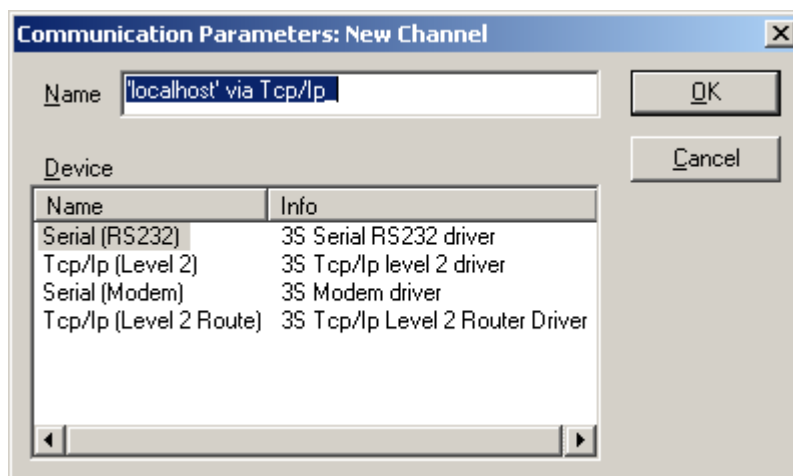 Communication Parameters: New Channel
Name 'localhost' via Tcp/Ip_ OK
Cancel
Device
Name Info
Serial (RS232) 3S Serial RS232 driver
Tcp/Ip (Level 2) 3S Tcp/Ip level 2 driver
Serial (Modem) 3S Modem driver
Tcp/Ip (Level 2 Route) 3S Tcp/Ip Level 2 Router Driver